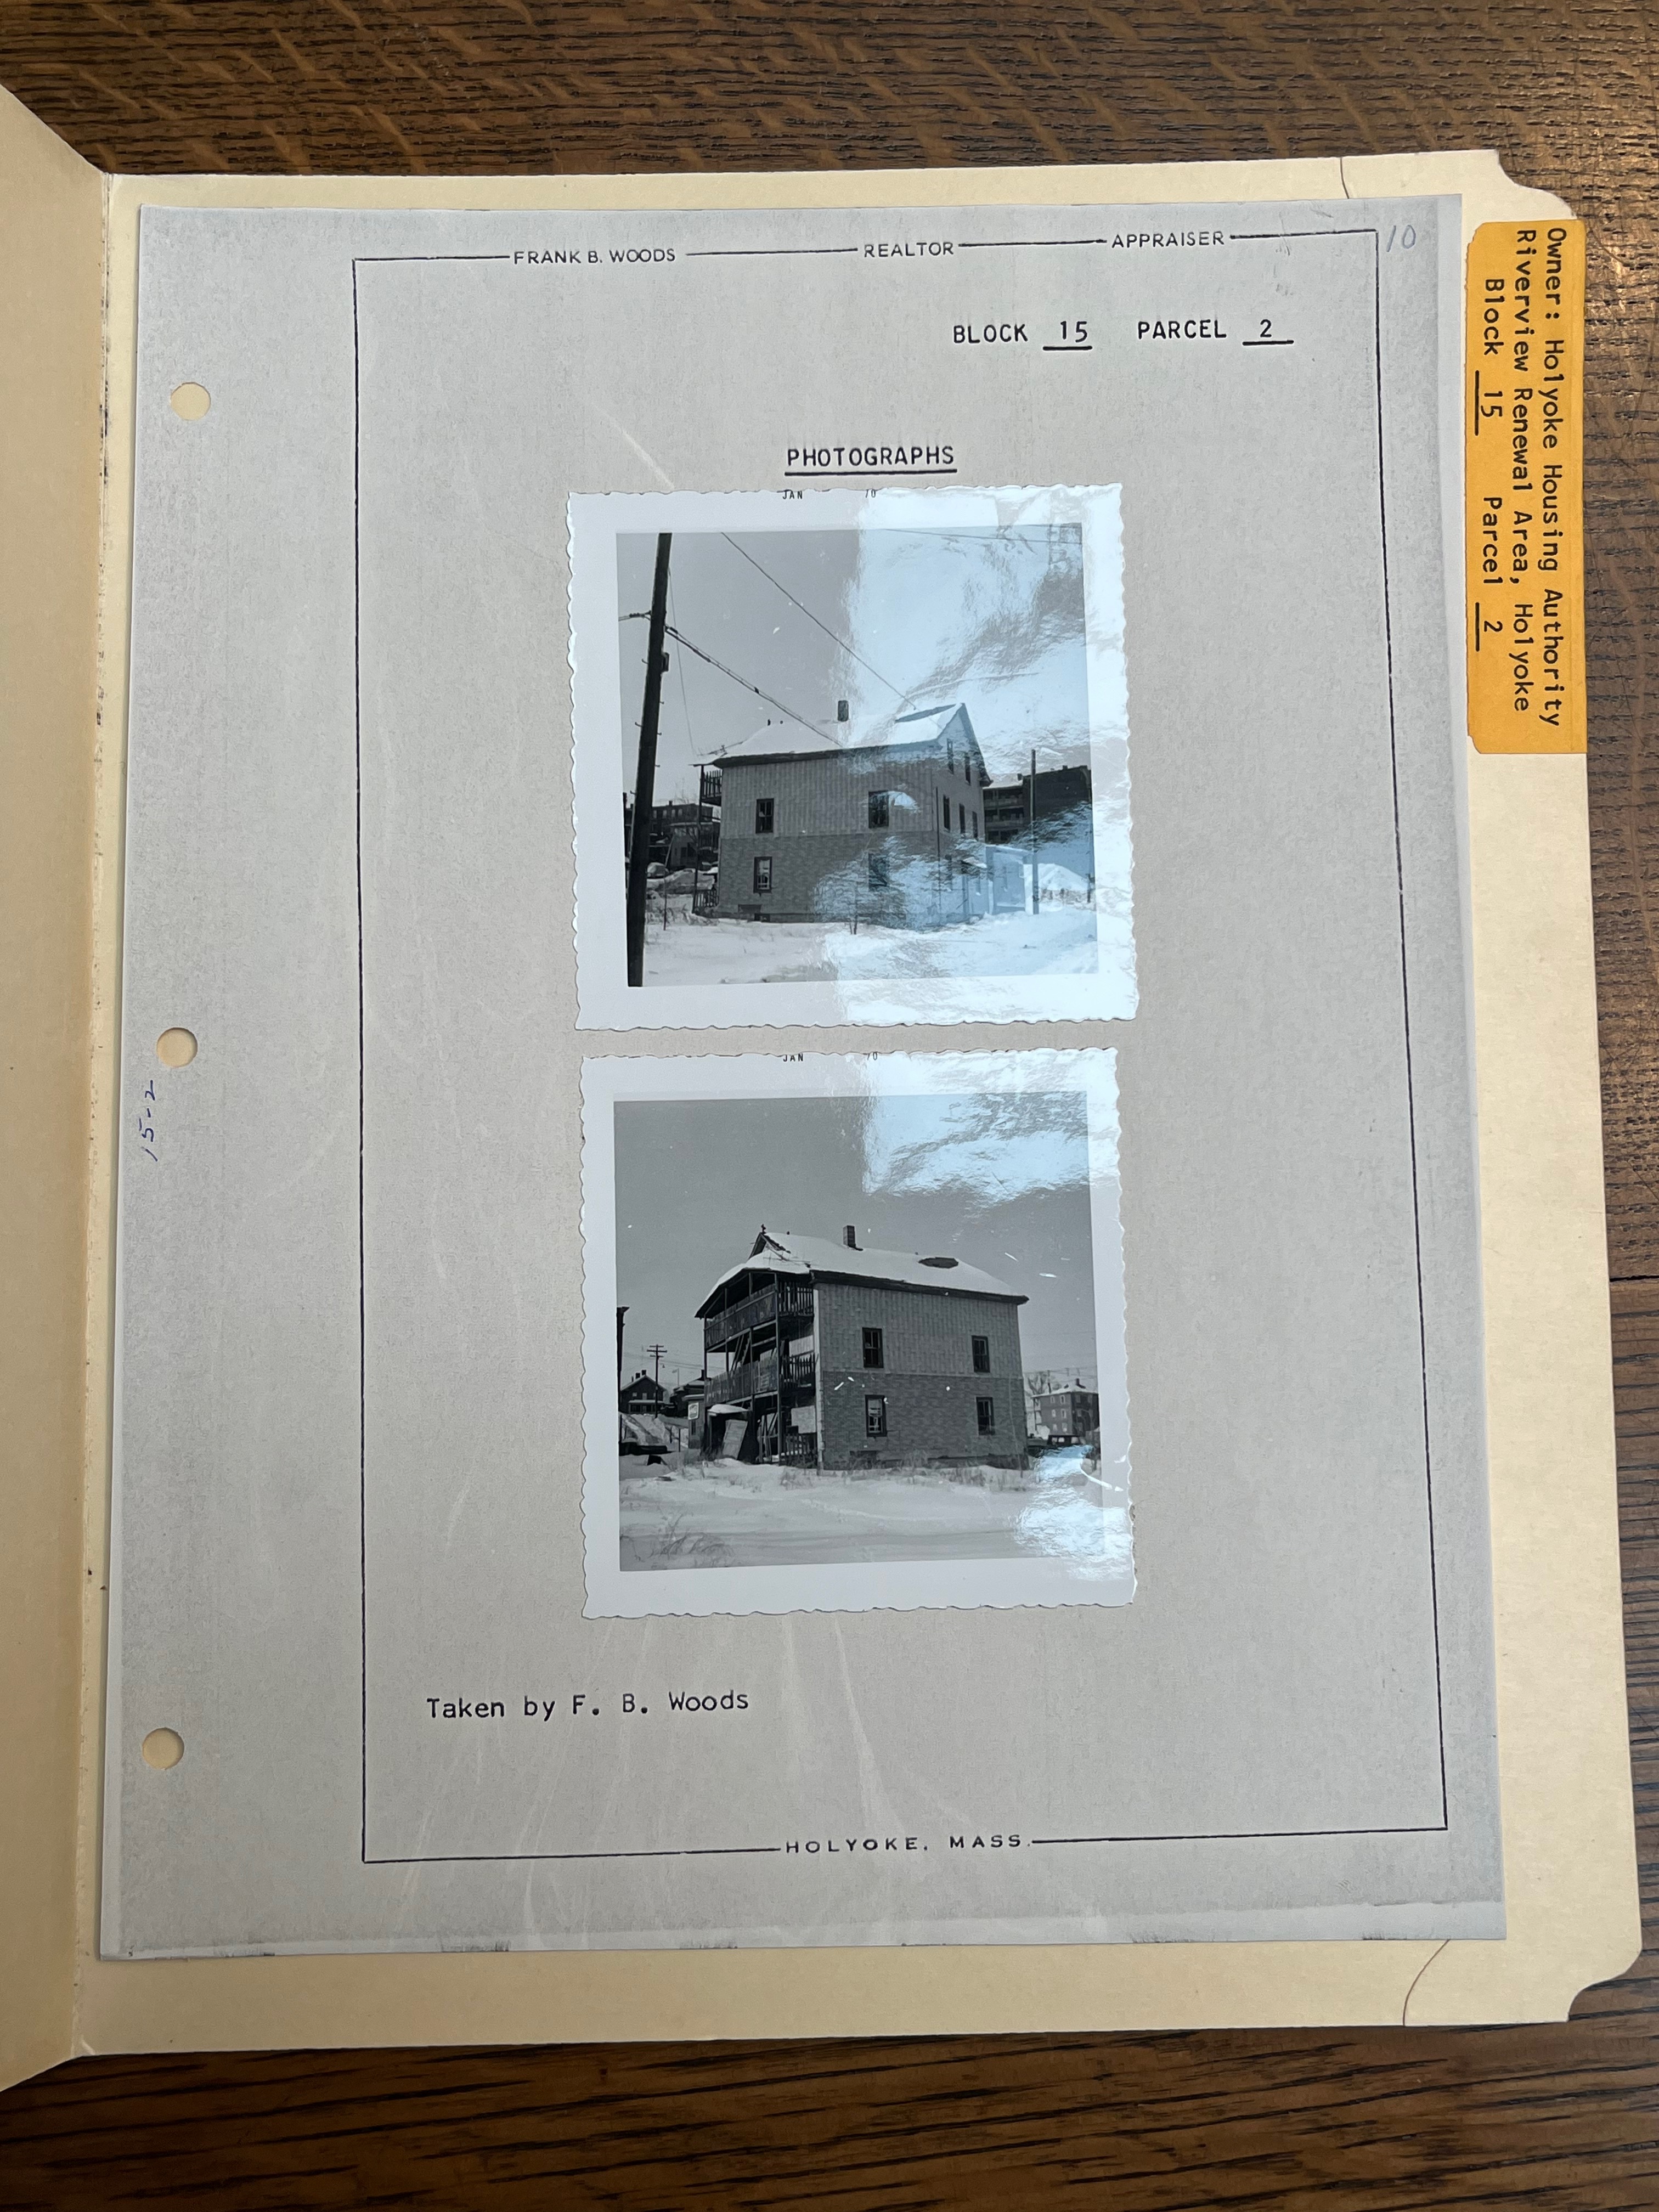 FRANK B. WOODS REALTOR APPRAISER
10
BLOCK 15 PARCEL 2
PHOTOGRAPHS
JAN 70
JAN 70
Taken by F. B. Woods
HOLYOKE, MASS.
15-2
Owner: Holyoke Housing Authority
Riverview Renewal Area, Holyoke
Block 15 Parcel 2